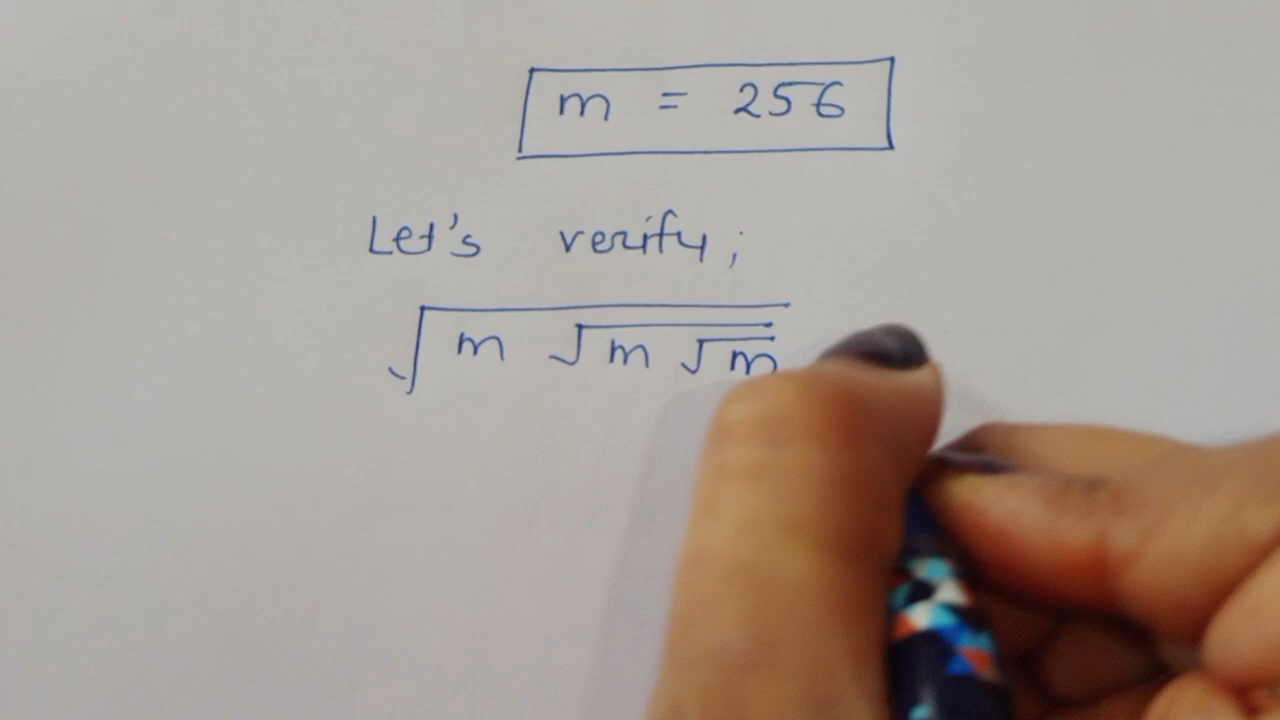 m = 256
Let's verify;
√(m √(m √m))